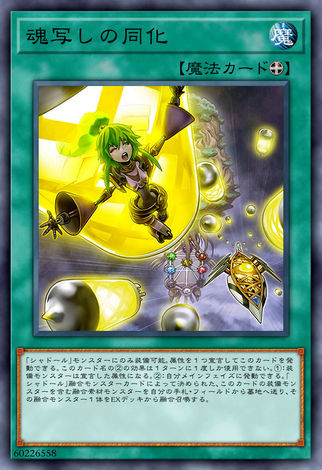 魂写しの同化
魔
【魔法カード】
「シャドール」モンスターにのみ装備可能。属性を1つ宣言してこのカードを発
動できる。このカード名の②の効果は1ターンに1度しか使用できない。①:装
備モンスターは宣言した属性になる。②:自分メインフェイズに発動できる。
「シャドール」融合モンスターカードによって決められた、このカードの装備モン
スターを含む融合素材モンスターを自分の手札・フィールドから墓地へ送り、そ
の融合モンスター1体をEXデッキから融合召喚する。
60226558